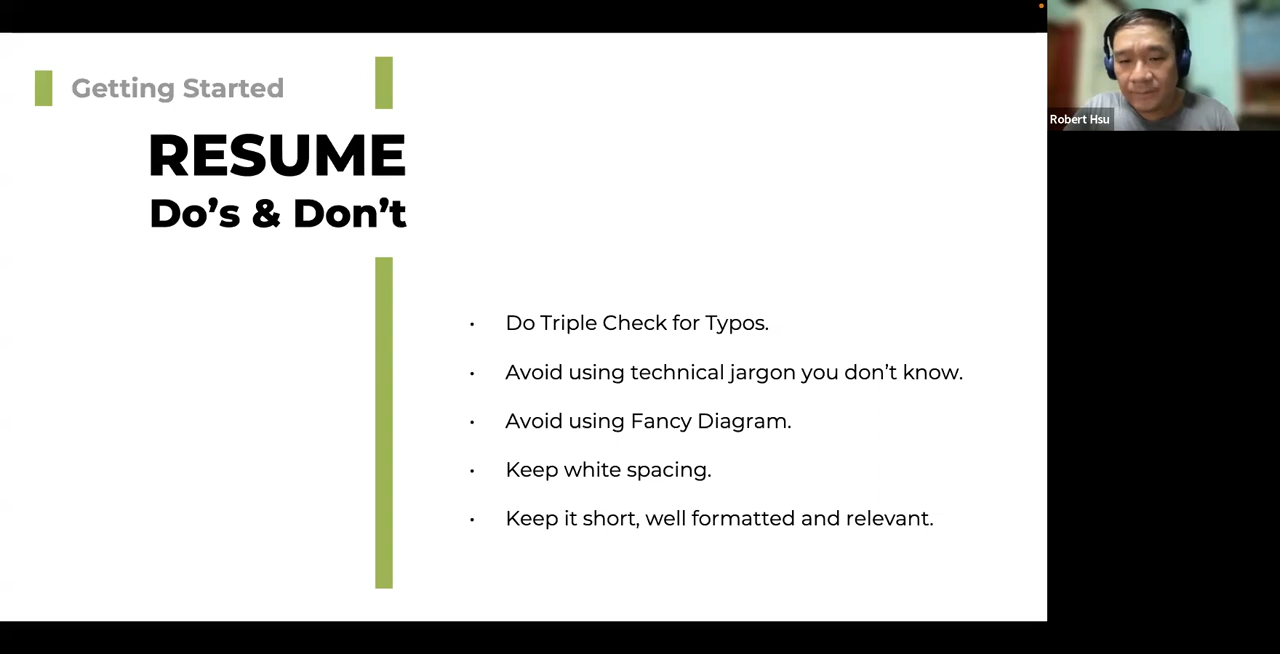 Getting Started
RESUME
Do’s & Don’t
• Do Triple Check for Typos.
• Avoid using technical jargon you don’t know.
• Avoid using Fancy Diagram.
• Keep white spacing.
• Keep it short, well formatted and relevant.
Robert Hsu